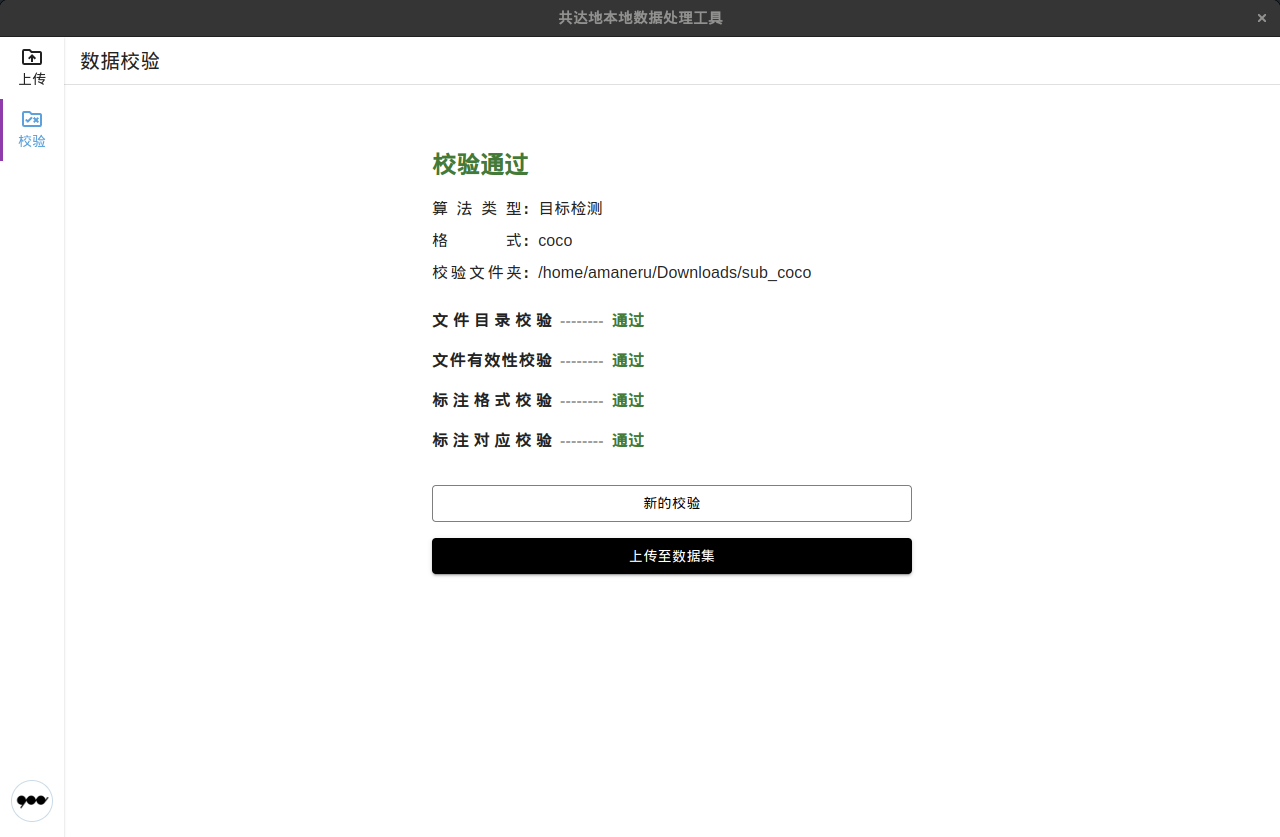 共达地本地数据处理工具
上传
校验
数据校验
校验通过
算法类型: 目标检测
格式: coco
校验文件夹: /home/amaneru/Downloads/sub_coco
文件目录校验 -------- 通过
文件有效性校验 -------- 通过
标注格式校验 -------- 通过
标注对应校验 -------- 通过
新的校验
上传至数据集